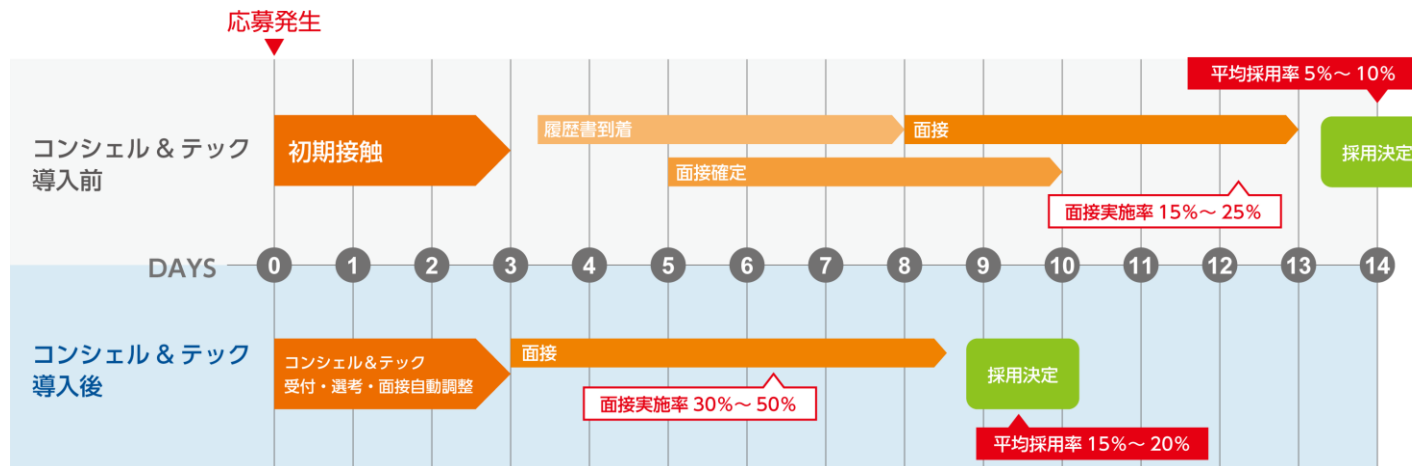 応募発生
平均採用率 5%～ 10%
コンシェル & テック
導入前
初期接触
履歴書到着
面接
面接確定
採用決定
面接実施率 15%～ 25%
DAYS 0 1 2 3 4 5 6 7 8 9 10 11 12 13 14
コンシェル & テック
導入後
コンシェル&テック
受付・選考・面接自動調整
面接
採用決定
面接実施率 30%～ 50%
平均採用率 15%～ 20%